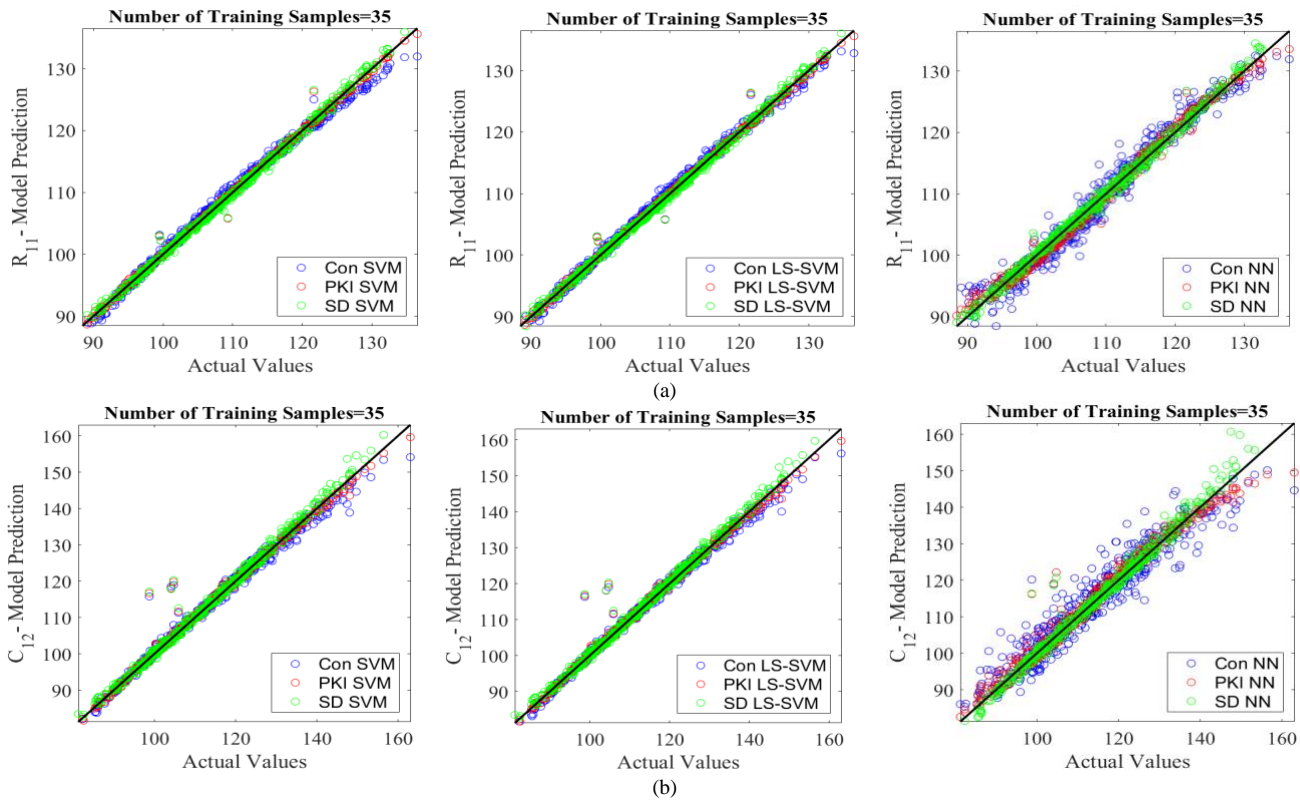 Number of Training Samples=35
R11- Model Prediction
130
120
110
100
90
90 100 110 120 130
Actual Values
Con SVM
PKI SVM
SD SVM
Number of Training Samples=35
R11- Model Prediction
130
120
110
100
90
90 100 110 120 130
Actual Values
Con LS-SVM
PKI LS-SVM
SD LS-SVM
Number of Training Samples=35
R11- Model Prediction
130
120
110
100
90
90 100 110 120 130
Actual Values
Con NN
PKI NN
SD NN
(a)
Number of Training Samples=35
C12- Model Prediction
160
150
140
130
120
110
100
90
100 120 140 160
Actual Values
Con SVM
PKI SVM
SD SVM
Number of Training Samples=35
C12- Model Prediction
160
150
140
130
120
110
100
90
100 120 140 160
Actual Values
Con LS-SVM
PKI LS-SVM
SD LS-SVM
Number of Training Samples=35
C12- Model Prediction
160
150
140
130
120
110
100
90
100 120 140 160
Actual Values
Con NN
PKI NN
SD NN
(b)